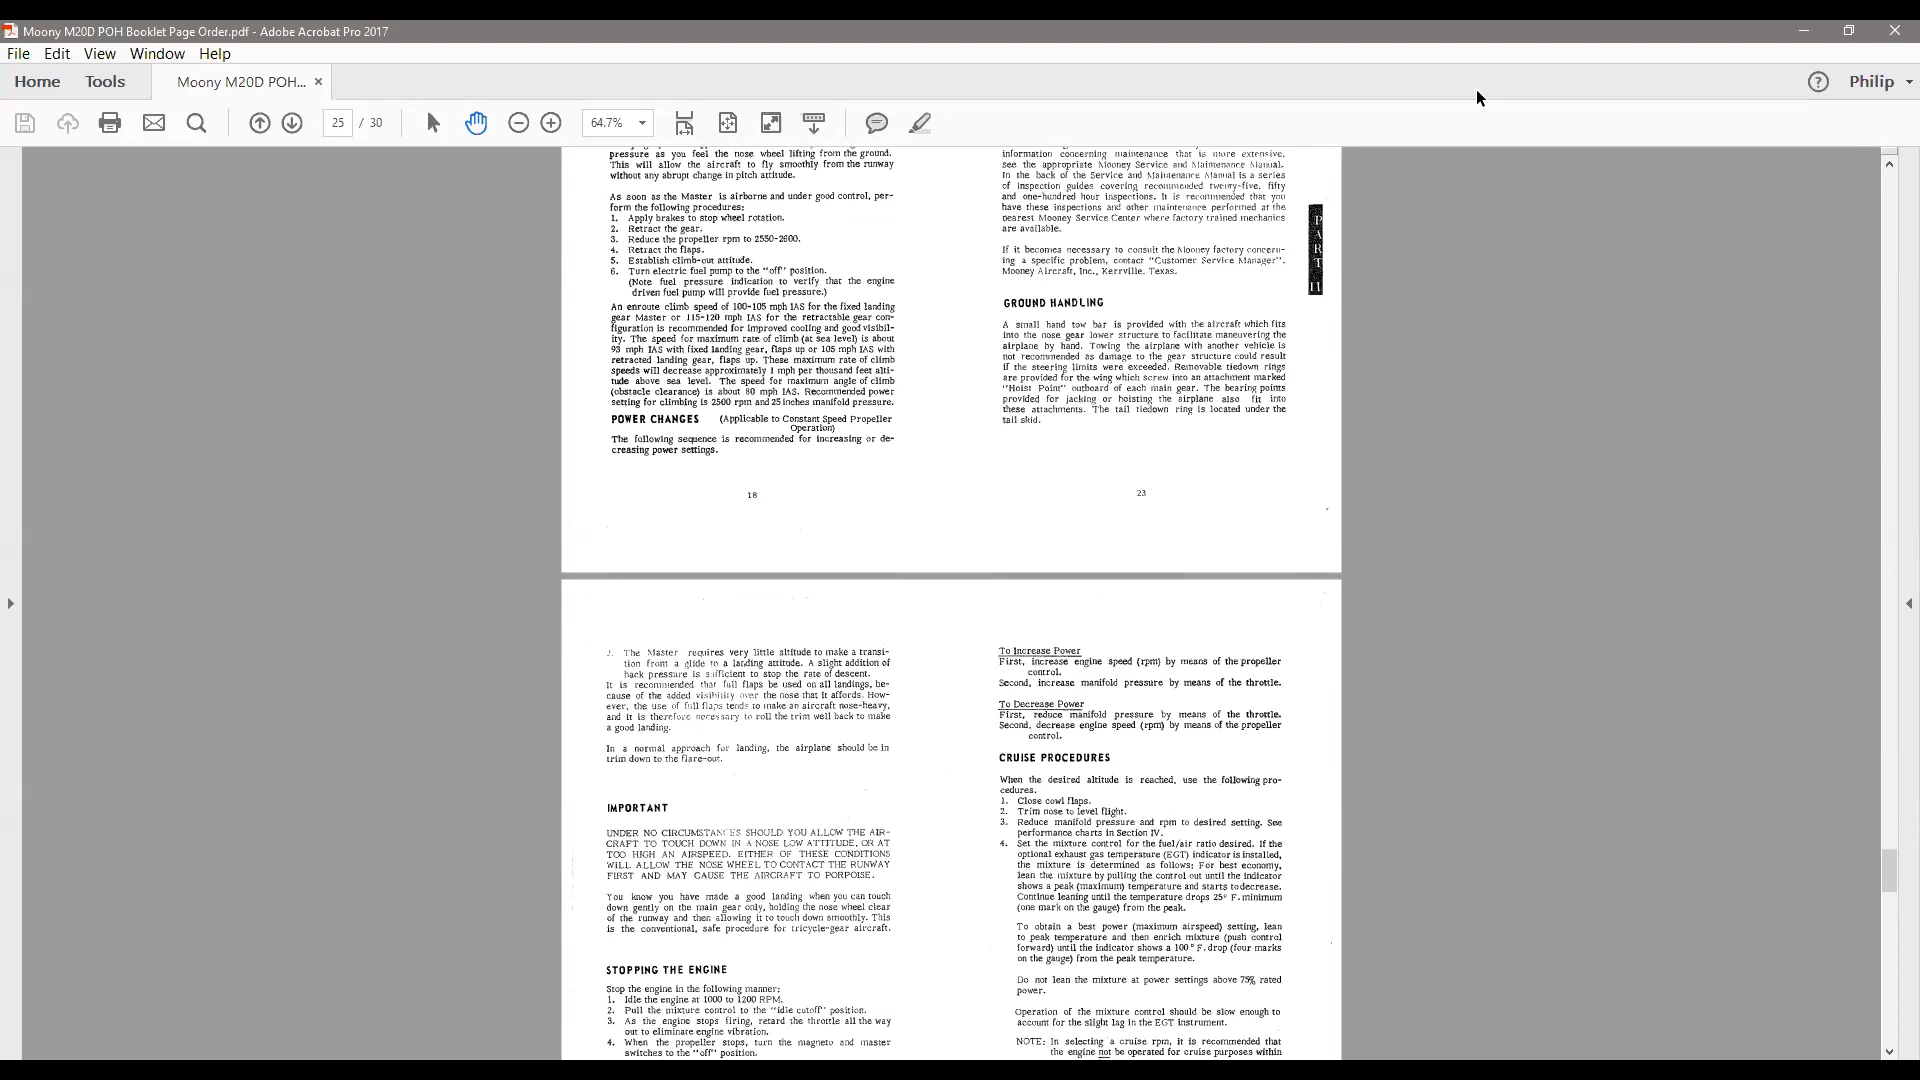 Moony M20D POH Booklet Page Order.pdf - Adobe Acrobat Pro 2017
File Edit View Window Help
Home Tools Moony M20D POH... × ? Philip
25 / 30 64.7%
pressure as you feel the nose wheel lifting from the ground.
This will allow the aircraft to fly smoothly from the runway
without any abrupt change in pitch attitude.
As soon as the Master is airborne and under good control, per-
form the following procedures:
1. Apply brakes to stop wheel rotation.
2. Retract the gear.
3. Reduce the propeller rpm to 2550-2600.
4. Retract the flaps.
5. Establish climb-out attitude.
6. Turn electric fuel pump to the "off" position.
(Note fuel pressure indication to verify that the engine
driven fuel pump will provide fuel pressure.)
An enroute climb speed of 100-105 mph IAS for the fixed landing
gear Master or 115-120 mph IAS for the retractable gear con-
figuration is recommended for improved cooling and good visibil-
ity. The speed for maximum rate of climb (at sea level) is about
93 mph IAS with fixed landing gear, flaps up or 105 mph IAS with
retracted landing gear, flaps up. These maximum rate of climb
speeds will decrease approximately 1 mph per thousand feet alti-
tude above sea level. The speed for maximum angle of climb
(obstacle clearance) is about 80 mph IAS. Recommended power
setting for climbing is 2500 rpm and 25 inches manifold pressure.
POWER CHANGES (Applicable to Constant Speed Propeller
Operation)
The following sequence is recommended for increasing or de-
creasing power settings.
18
information concerning maintenance that is more extensive,
see the appropriate Mooney Service and Maintenance Manual.
In the back of the Service and Maintenance Manual is a series
of inspection guides covering recommended twenty-five, fifty
and one-hundred hour inspections. It is recommended that you
have these inspections and other maintenance performed at the
nearest Mooney Service Center where factory trained mechanics
are available.
If it becomes necessary to consult the Mooney factory concern-
ing a specific problem, contact "Customer Service Manager",
Mooney Aircraft, Inc., Kerrville, Texas.
PART II
GROUND HANDLING
A small hand tow bar is provided with the aircraft which fits
into the nose gear lower structure to facilitate maneuvering the
airplane by hand. Towing the airplane with another vehicle is
not recommended as damage to the gear structure could result
if the steering limits were exceeded. Removable tiedown rings
are provided for the wing which screw into an attachment marked
"Hoist Point" outboard of each main gear. The bearing points
provided for jacking or hoisting the airplane also fit into
these attachments. The tail tiedown ring is located under the
tail skid.
23
The Master requires very little altitude to make a transi-
tion from a glide to a landing attitude. A slight addition of
back pressure is sufficient to stop the rate of descent.
It is recommended that full flaps be used on all landings, be-
cause of the added visibility over the nose that it affords. How-
ever, the use of full flaps tends to make an aircraft nose-heavy,
and it is therefore necessary to roll the trim well back to make
a good landing.
In a normal approach for landing, the airplane should be in
trim down to the flare-out.
IMPORTANT
UNDER NO CIRCUMSTANCES SHOULD YOU ALLOW THE AIR-
CRAFT TO TOUCH DOWN IN A NOSE LOW ATTITUDE, OR AT
TOO HIGH AN AIRSPEED. EITHER OF THESE CONDITIONS
WILL ALLOW THE NOSE WHEEL TO CONTACT THE RUNWAY
FIRST AND MAY CAUSE THE AIRCRAFT TO PORPOISE.
You know you have made a good landing when you can touch
down gently on the main gear only, holding the nose wheel clear
of the runway and then allowing it to touch down smoothly. This
is the conventional, safe procedure for tricycle-gear aircraft.
STOPPING THE ENGINE
Stop the engine in the following manner:
1. Idle the engine at 1000 to 1200 RPM.
2. Pull the mixture control to the "idle cutoff" position.
3. As the engine stops firing, retard the throttle all the way
out to eliminate engine vibration.
4. When the propeller stops, turn the magneto and master
switches to the "off" position.
To Increase Power
First, increase engine speed (rpm) by means of the propeller
control.
Second, increase manifold pressure by means of the throttle.
To Decrease Power
First, reduce manifold pressure by means of the throttle.
Second, decrease engine speed (rpm) by means of the propeller
control.
CRUISE PROCEDURES
When the desired altitude is reached, use the following pro-
cedures.
1. Close cowl flaps.
2. Trim nose to level flight.
3. Reduce manifold pressure and rpm to desired setting. See
performance charts in Section IV.
4. Set the mixture control for the fuel/air ratio desired. If the
optional exhaust gas temperature (EGT) indicator is installed,
the mixture is determined as follows: For best economy,
lean the mixture by pulling the control out until the indicator
shows a peak (maximum) temperature and starts to decrease.
Continue leaning until the temperature drops 25° F. minimum
(one mark on the gauge) from the peak.
To obtain a best power (maximum airspeed) setting, lean
to peak temperature and then enrich mixture (push control
forward) until the indicator shows a 100° F. drop (four marks
on the gauge) from the peak temperature.
Do not lean the mixture at power settings above 75% rated
power.
Operation of the mixture control should be slow enough to
account for the slight lag in the EGT instrument.
NOTE: In selecting a cruise rpm, it is recommended that
the engine not be operated for cruise purposes within